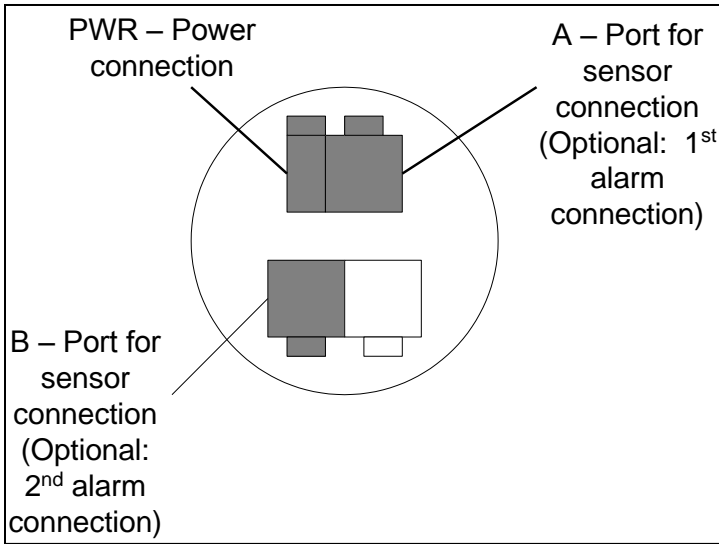 PWR – Power
connection
A – Port for
sensor
connection
(Optional: 1st
alarm
connection)
B – Port for
sensor
connection
(Optional:
2nd alarm
connection)